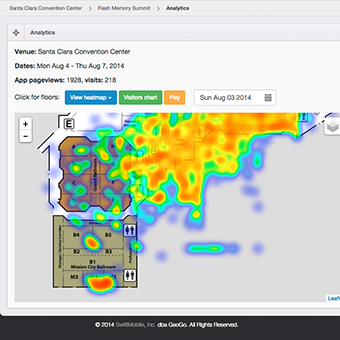 Santa Clara Convention Center > Flash Memory Summit > Analytics
Analytics
Venue: Santa Clara Convention Center
Dates: Mon Aug 4 - Thu Aug 7, 2014
App pageviews: 1928, visits: 218
Click for floors: View heatmap Visitors chart Play Sun Aug 03 2014
+
-
E
A
B4 B5
B2 B3
B1
Mission City Ballroom
M3
Leafle
© 2014 SwiftMobile, Inc. dba GeoGo. All Rights Reserved.